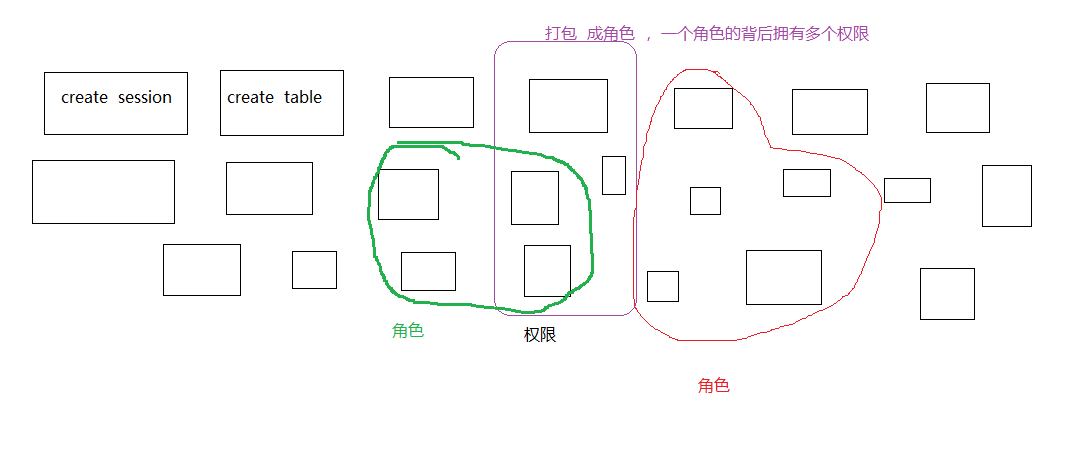 打包 成角色 ，一个角色的背后拥有多个权限
create session
create table
角色
权限
角色